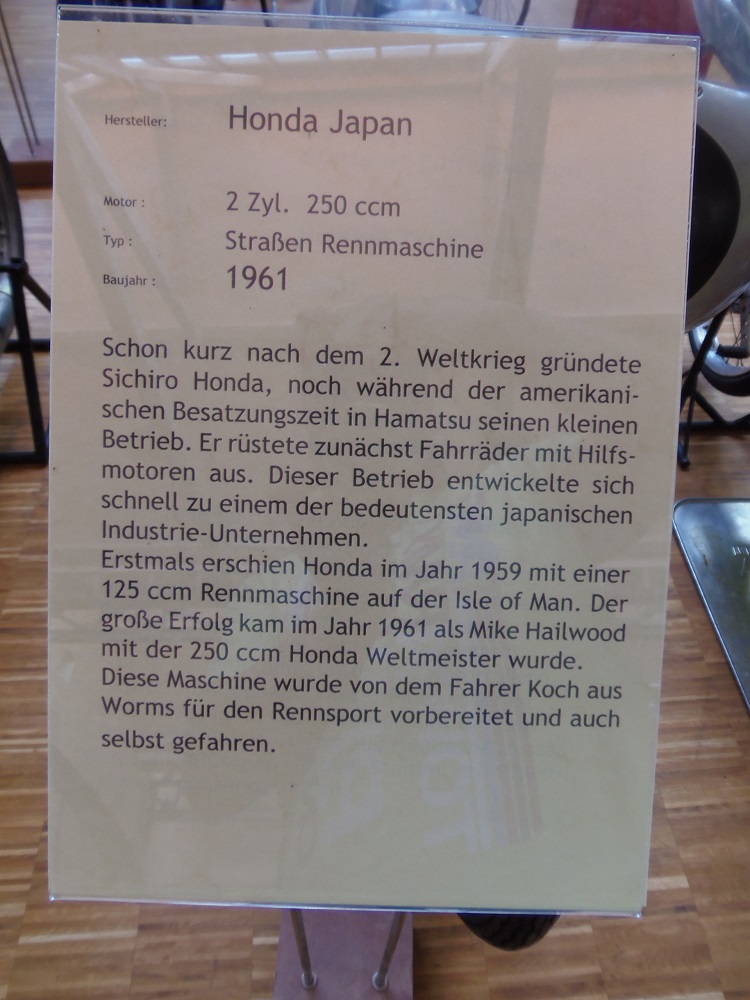 Hersteller: Honda Japan
Motor : 2 Zyl. 250 ccm
Typ : Straßen Rennmaschine
Baujahr : 1961
Schon kurz nach dem 2. Weltkrieg gründete
Sichiro Honda, noch während der amerikani-
schen Besatzungszeit in Hamatsu seinen kleinen
Betrieb. Er rüstete zunächst Fahrräder mit Hilfs-
motoren aus. Dieser Betrieb entwickelte sich
schnell zu einem der bedeutensten japanischen
Industrie-Unternehmen.
Erstmals erschien Honda im Jahr 1959 mit einer
125 ccm Rennmaschine auf der Isle of Man. Der
große Erfolg kam im Jahr 1961 als Mike Hailwood
mit der 250 ccm Honda Weltmeister wurde.
Diese Maschine wurde von dem Fahrer Koch aus
Worms für den Rennsport vorbereitet und auch
selbst gefahren.